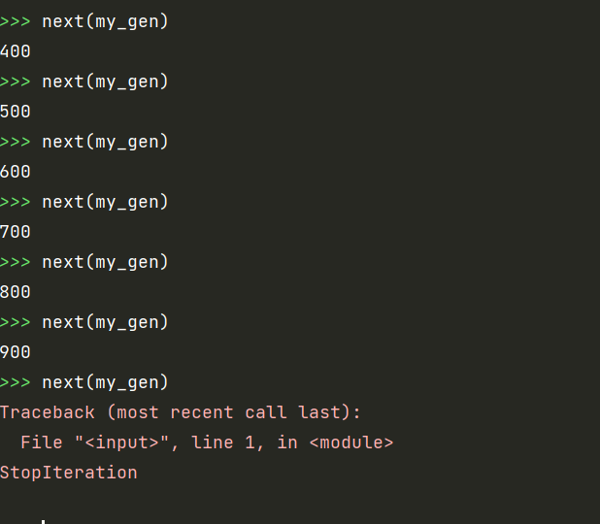 >>> next(my_gen)
400
>>> next(my_gen)
500
>>> next(my_gen)
600
>>> next(my_gen)
700
>>> next(my_gen)
800
>>> next(my_gen)
900
>>> next(my_gen)
Traceback (most recent call last):
  File "<input>", line 1, in <module>
StopIteration